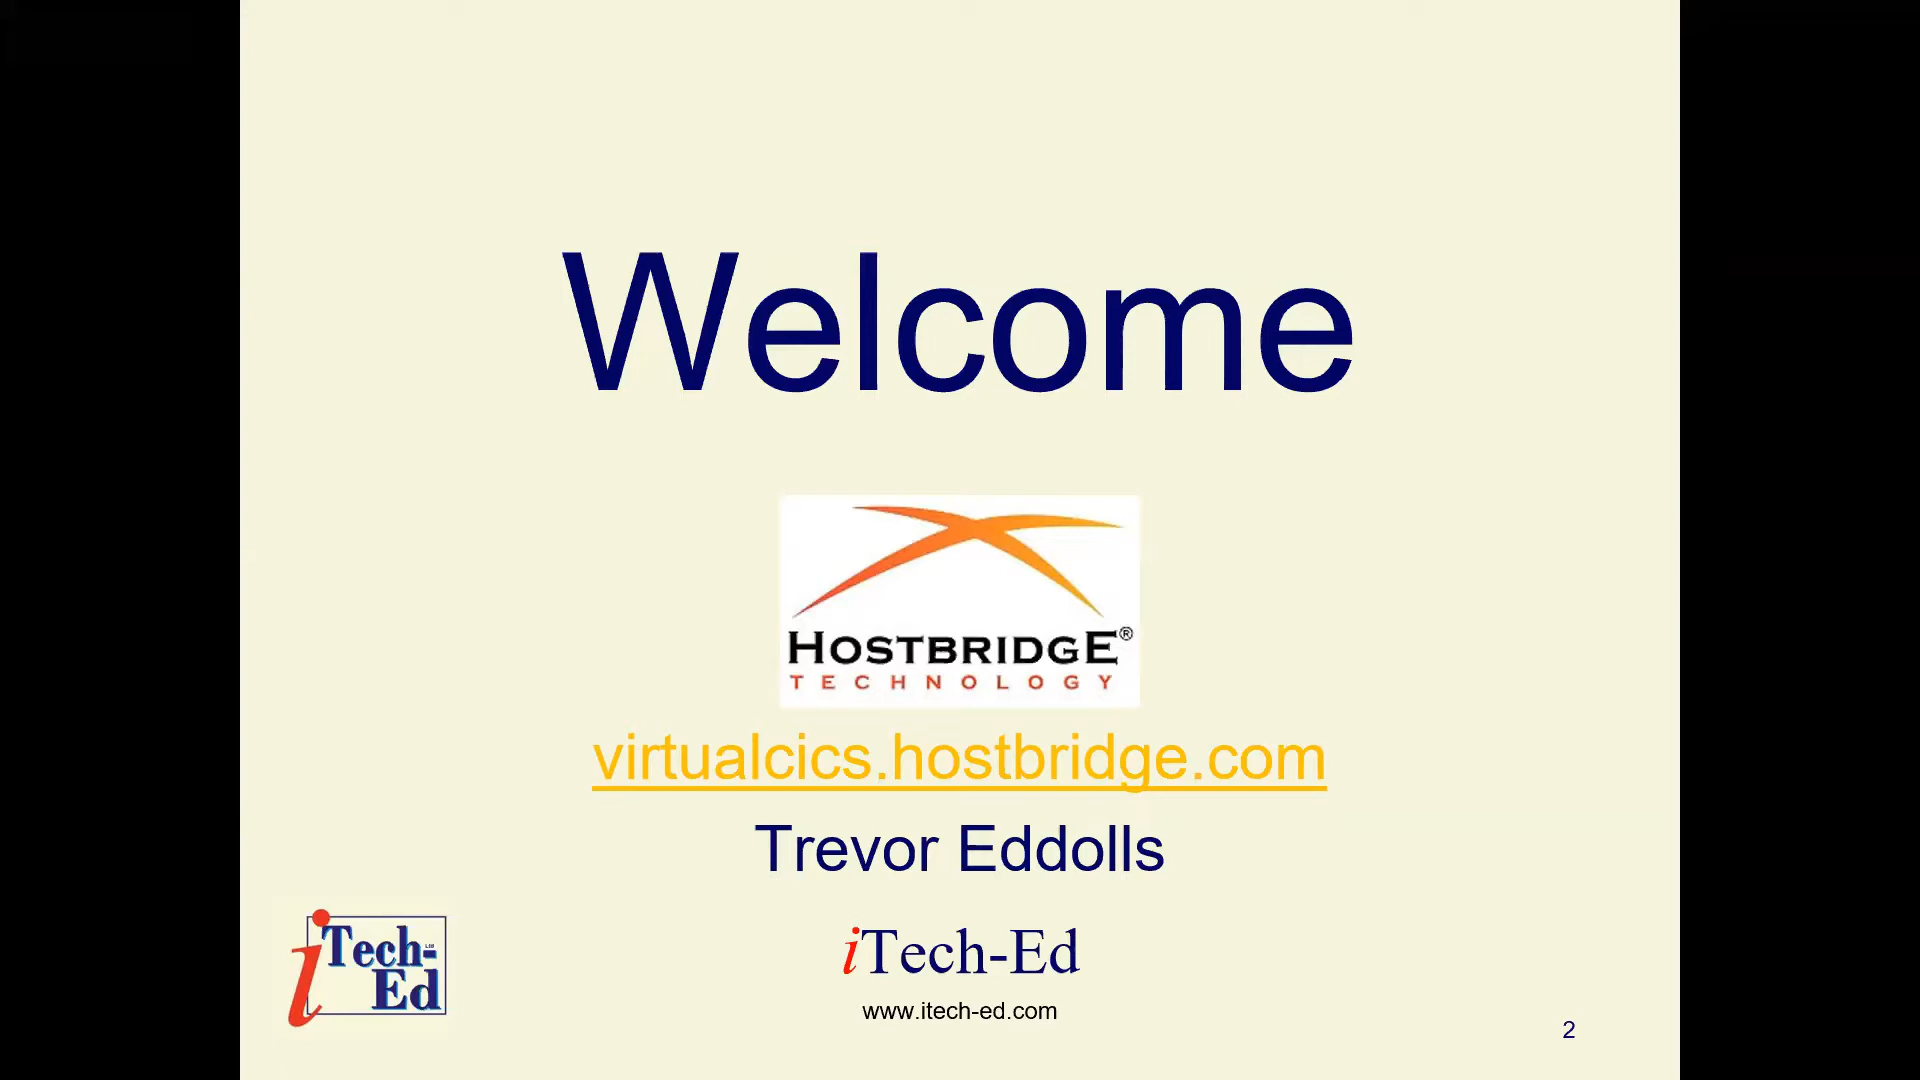 Welcome
HOSTBRIDGE®
TECHNOLOGY
virtualcics.hostbridge.com
Trevor Eddolls
iTech-Ed
www.itech-ed.com
iTech-Ltd
Ed
2